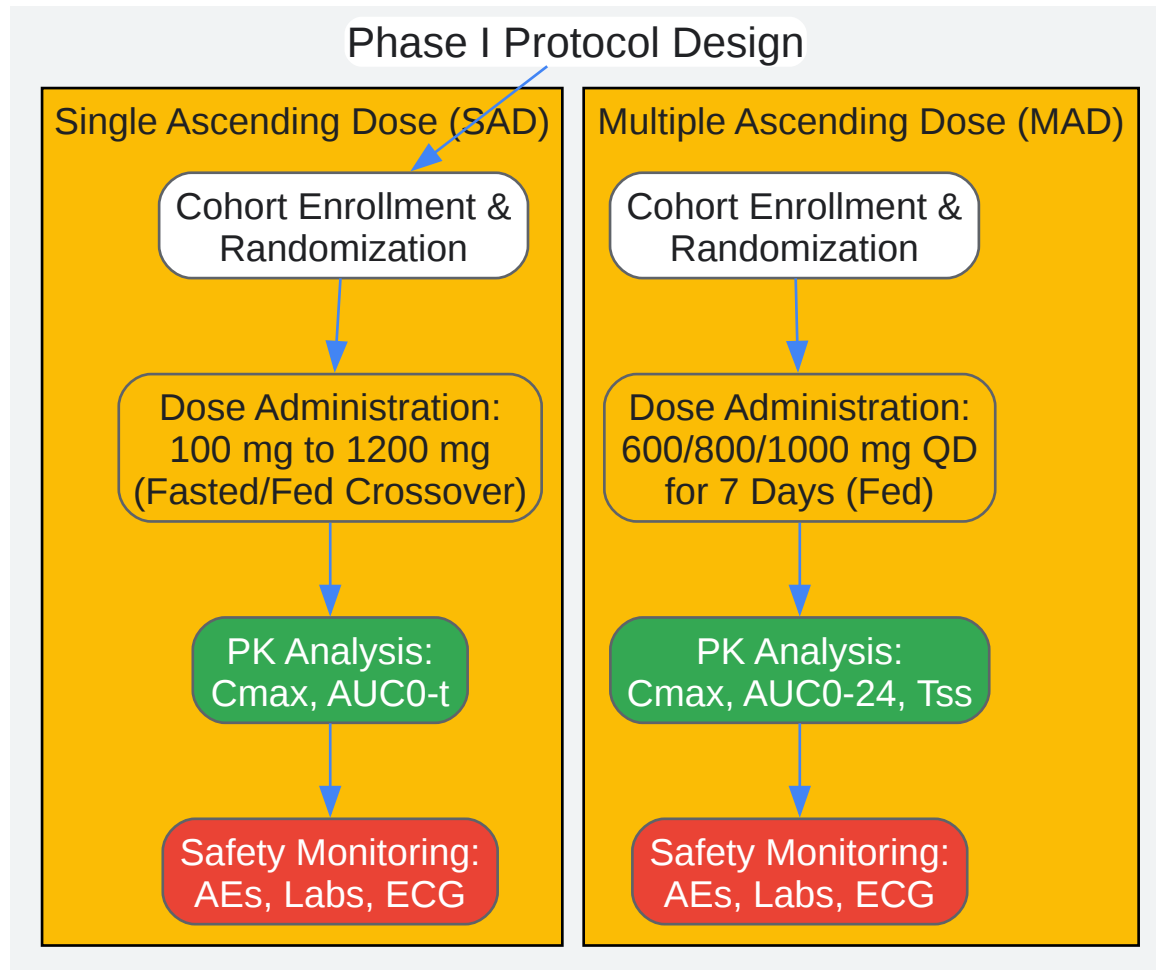 Phase I Protocol Design
Single Ascending Dose (SAD)
Cohort Enrollment &
Randomization
Dose Administration:
100 mg to 1200 mg
(Fasted/Fed Crossover)
PK Analysis:
Cmax, AUC0-t
Safety Monitoring:
AEs, Labs, ECG
Multiple Ascending Dose (MAD)
Cohort Enrollment &
Randomization
Dose Administration:
600/800/1000 mg QD
for 7 Days (Fed)
PK Analysis:
Cmax, AUC0-24, Tss
Safety Monitoring:
AEs, Labs, ECG